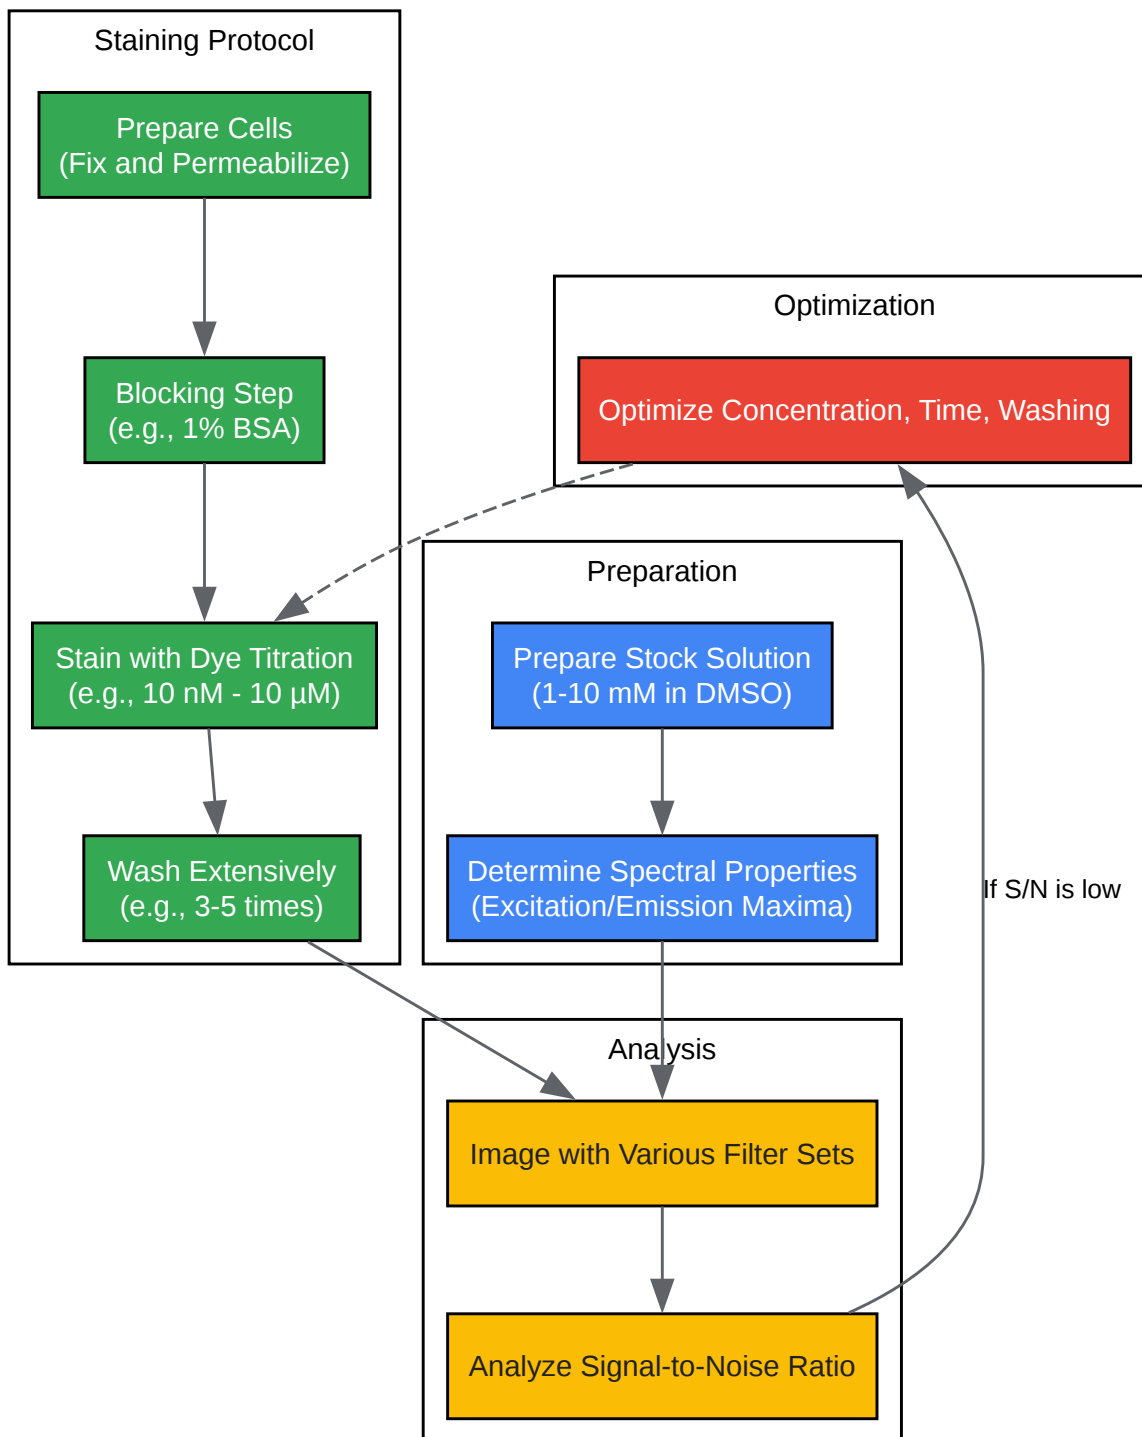 Staining Protocol
Prepare Cells
(Fix and Permeabilize)
Blocking Step
(e.g., 1% BSA)
Stain with Dye Titration
(e.g., 10 nM - 10 µM)
Wash Extensively
(e.g., 3-5 times)
Optimization
Optimize Concentration, Time, Washing
Preparation
Prepare Stock Solution
(1-10 mM in DMSO)
Determine Spectral Properties
(Excitation/Emission Maxima)
If S/N is low
Analysis
Image with Various Filter Sets
Analyze Signal-to-Noise Ratio